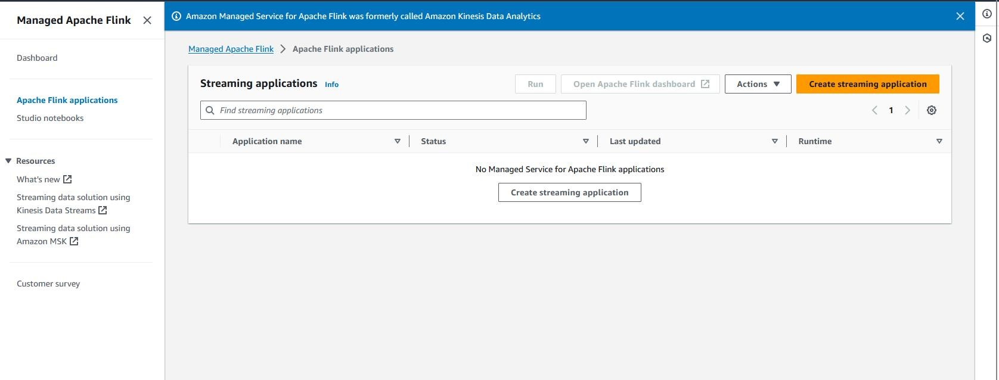 Managed Apache Flink
Dashboard
Apache Flink applications
Studio notebooks
Resources
What's new
Streaming data solution using
Kinesis Data Streams
Streaming data solution using
Amazon MSK
Customer survey
Amazon Managed Service for Apache Flink was formerly called Amazon Kinesis Data Analytics
Managed Apache Flink > Apache Flink applications
Streaming applications Info
Run
Open Apache Flink dashboard
Actions
Create streaming application
Find streaming applications
1
Application name
Status
Last updated
Runtime
No Managed Service for Apache Flink applications
Create streaming application